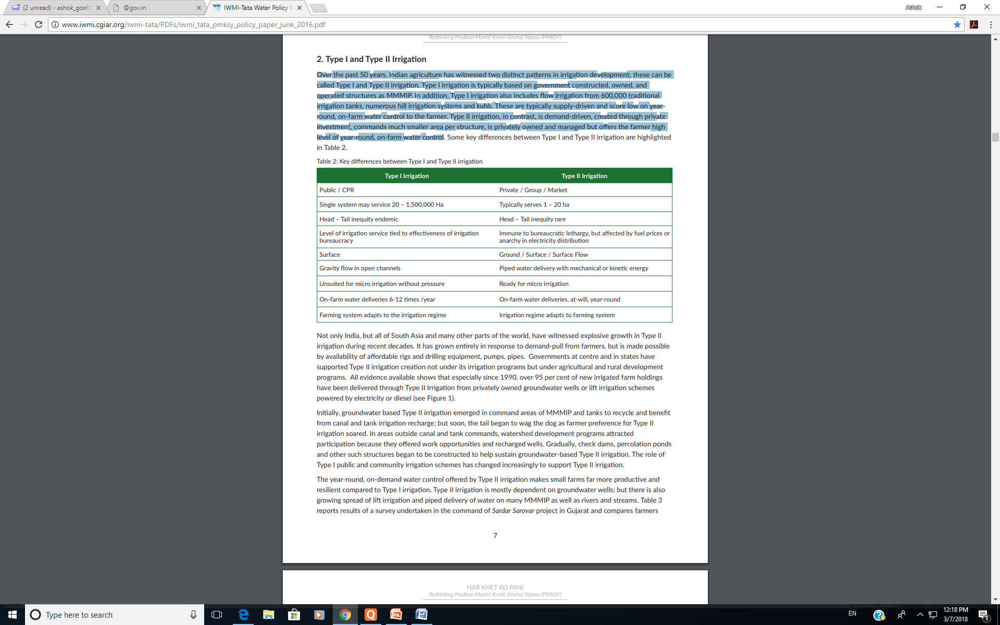 (2 unread) - ashok_goel
@gov.in
IWMI-Tata Water Policy P
Ashok
www.iwmi.cgiar.org/iwmi-tata/PDFs/iwmi_tata_pmksy_policy_paper_june_2016.pdf
Rethinking Pradhan Mantri Krishi Sinchai Yojana (PMKSY)
2. Type I and Type II Irrigation
Over the past 50 years, Indian agriculture has witnessed two distinct patterns in irrigation development; these can be
called Type I and Type II irrigation. Type I irrigation is typically based on government constructed, owned, and
operated structures as MMMIP. In addition, Type I irrigation also includes flow irrigation from 600,000 traditional
irrigation tanks, numerous hill irrigation systems and kuhls. These are typically supply-driven and score low on year-
round, on-farm water control to the farmer. Type II irrigation, in contrast, is demand-driven, created through private
investment, commands much smaller area per structure, is privately owned and managed but offers the farmer high
level of year-round, on-farm water control. Some key differences between Type I and Type II irrigation are highlighted
in Table 2.
Table 2: Key differences between Type I and Type II irrigation
Type I Irrigation Type II Irrigation
Public / CPR Private / Group / Market
Single system may service 20 – 1,500,000 Ha Typically serves 1 – 20 ha
Head – Tail inequity endemic Head – Tail inequity rare
Level of irrigation service tied to effectiveness of irrigation Immune to bureaucratic lethargy, but affected by fuel prices or
bureaucracy anarchy in electricity distribution
Surface Ground / Surface / Surface Flow
Gravity flow in open channels Piped water delivery with mechanical or kinetic energy
Unsuited for micro irrigation without pressure Ready for micro irrigation
On-farm water deliveries 6-12 times /year On-farm water deliveries, at-will, year-round
Farming system adapts to the irrigation regime Irrigation regime adapts to farming system
Not only India, but all of South Asia and many other parts of the world, have witnessed explosive growth in Type II
irrigation during recent decades. It has grown entirely in response to demand-pull from farmers, but is made possible
by availability of affordable rigs and drilling equipment, pumps, pipes. Governments at centre and in states have
supported Type II irrigation creation not under its irrigation programs but under agricultural and rural development
programs. All evidence available shows that especially since 1990, over 95 per cent of new irrigated farm holdings
have been delivered through Type II Irrigation from privately owned groundwater wells or lift irrigation schemes
powered by electricity or diesel (see Figure 1).
Initially, groundwater based Type II irrigation emerged in command areas of MMMIP and tanks to recycle and benefit
from canal and tank irrigation recharge; but soon, the tail began to wag the dog as farmer preference for Type II
irrigation soared. In areas outside canal and tank commands, watershed development programs attracted
participation because they offered work opportunities and recharged wells. Gradually, check dams, percolation ponds
and other such structures began to be constructed to help sustain groundwater-based Type II irrigation. The role of
Type I public and community irrigation schemes has changed increasingly to support Type II irrigation.
The year-round, on-demand water control offered by Type II irrigation makes small farms far more productive and
resilient compared to Type I irrigation. Type II irrigation is mostly dependent on groundwater wells; but there is also
growing spread of lift irrigation and piped delivery of water on many MMMIP as well as rivers and streams. Table 3
reports results of a survey undertaken in the command of Sardar Sarovar project in Gujarat and compares farmers
7
HAR KHET KO PANI
Rethinking Pradhan Mantri Krishi Sinchai Yojana (PMKSY)
Type here to search
EN
12:18 PM
3/7/2018
1